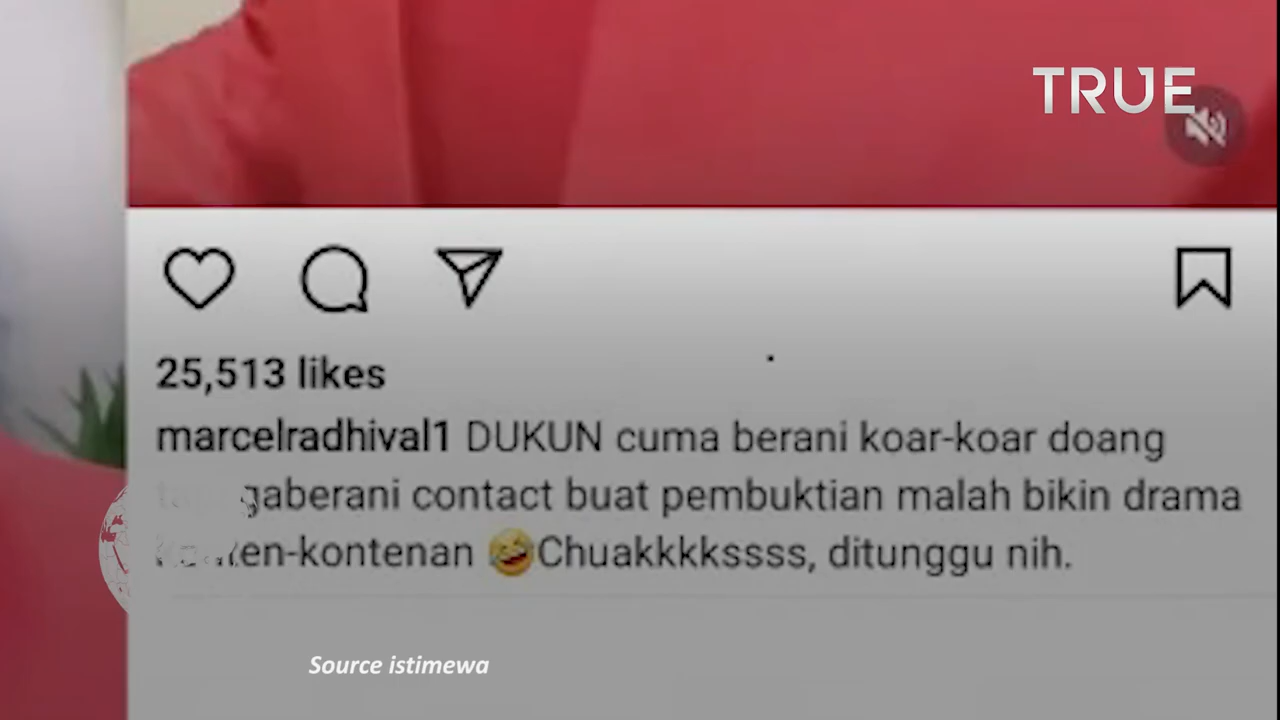 TRUE
25,513 likes
marcelradhival1 DUKUN cuma berani koar-koar doang
gaberani contact buat pembuktian malah bikin drama
kontenan 🤣Chuakkkkssss, ditunggu nih.
Source istimewa